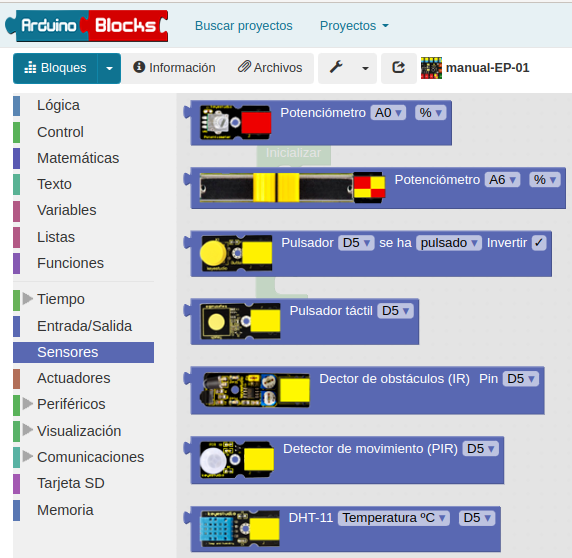 Arduino Blocks
Buscar proyectos
Proyectos
Bloques
Información
Archivos
manual-EP-01
Lógica
Control
Matemáticas
Texto
Variables
Listas
Funciones
Tiempo
Entrada/Salida
Sensores
Actuadores
Periféricos
Visualización
Comunicaciones
Tarjeta SD
Memoria
Potenciómetro A0 %
Inicializar
Potenciómetro A6 %
Pulsador D5 se ha pulsado Invertir ✓
Pulsador táctil D5
Dector de obstáculos (IR) Pin D5
Detector de movimiento (PIR) D5
DHT-11 Temperatura ºC D5